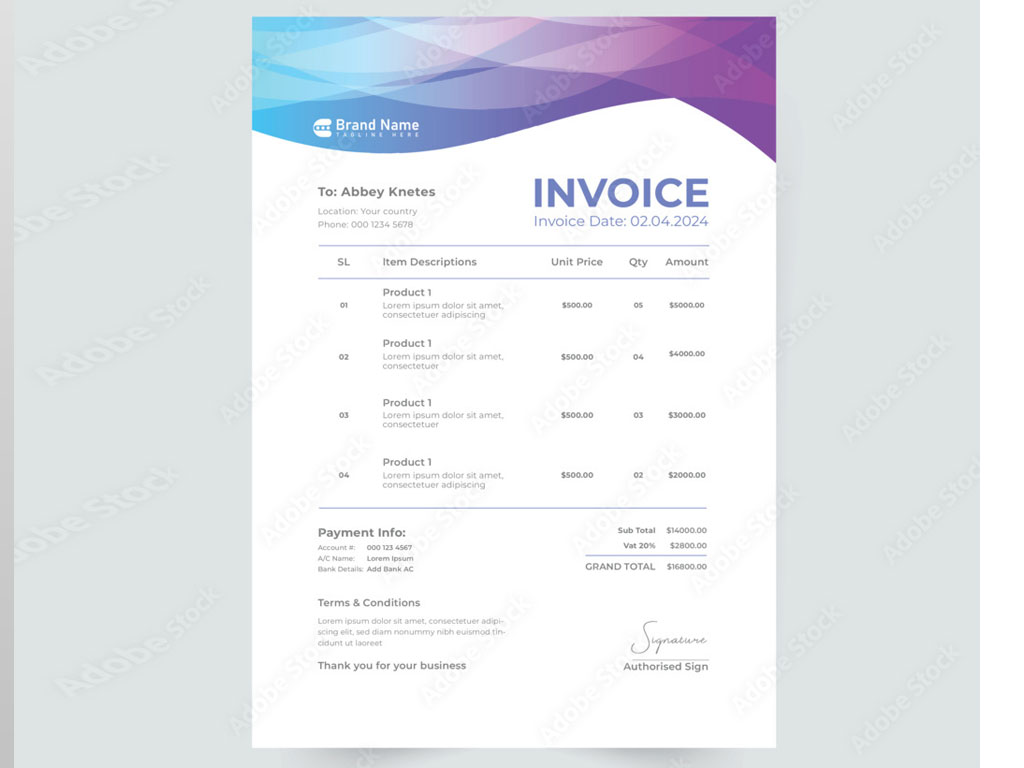 Brand Name
TAGLINE HERE
To: Abbey Knetes
Location: Your country
Phone: 000 1234 5678
INVOICE
Invoice Date: 02.04.2024
SL Item Descriptions Unit Price Qty Amount
Product 1
01 Lorem ipsum dolor sit amet, $500.00 05 $5000.00
consectetuer adipiscing
Product 1
02 Lorem ipsum dolor sit amet, $500.00 04 $4000.00
consectetuer
Product 1
03 Lorem ipsum dolor sit amet, $500.00 03 $3000.00
consectetuer
Product 1
04 Lorem ipsum dolor sit amet, $500.00 02 $2000.00
consectetuer adipiscing
Payment Info:
Account #: 000 123 4567
A/C Name: Lorem Ipsum
Bank Details: Add Bank AC
Sub Total $14000.00
Vat 20% $2800.00
GRAND TOTAL $16800.00
Terms & Conditions
Lorem ipsum dolor sit amet, consectetuer adipi-
scing elit, sed diam nonummy nibh euismod tin-
cidunt ut laoreet
Thank you for your business
Signature
Authorised Sign
Adobe Stock